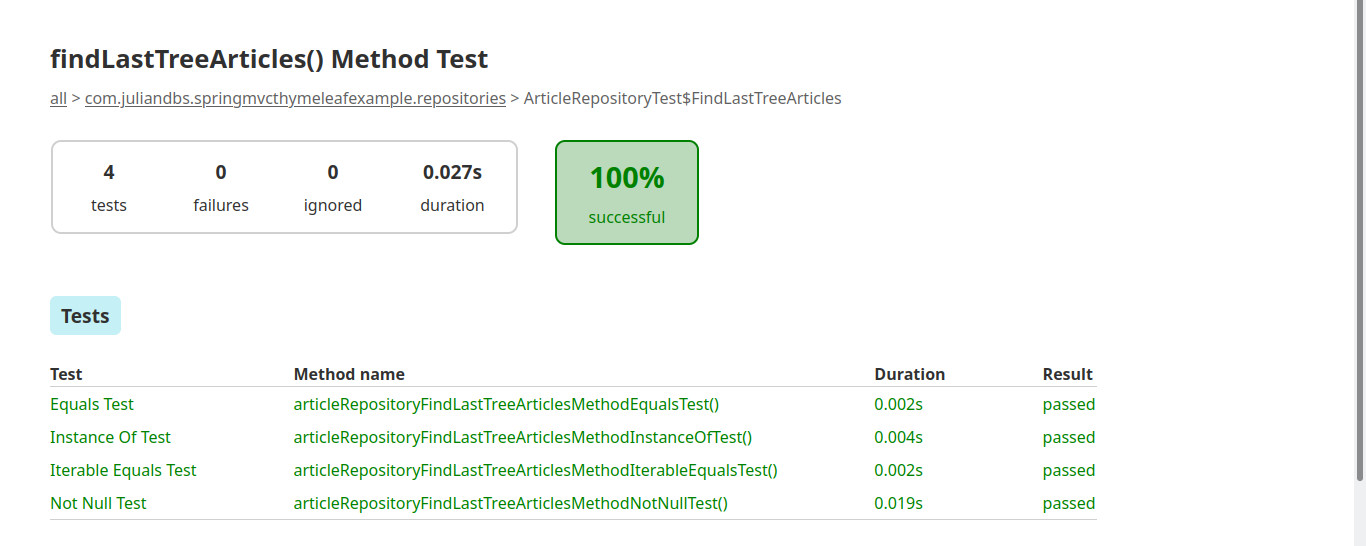 findLastTreeArticles() Method Test
all > com.juliandbs.springmvcthymeleafexample.repositories > ArticleRepositoryTest$FindLastTreeArticles
4 0 0 0.027s 100%
tests failures ignored duration successful
Tests
Test Method name Duration Result
Equals Test articleRepositoryFindLastTreeArticlesMethodEqualsTest() 0.002s passed
Instance Of Test articleRepositoryFindLastTreeArticlesMethodInstanceOfTest() 0.004s passed
Iterable Equals Test articleRepositoryFindLastTreeArticlesMethodIterableEqualsTest() 0.002s passed
Not Null Test articleRepositoryFindLastTreeArticlesMethodNotNullTest() 0.019s passed